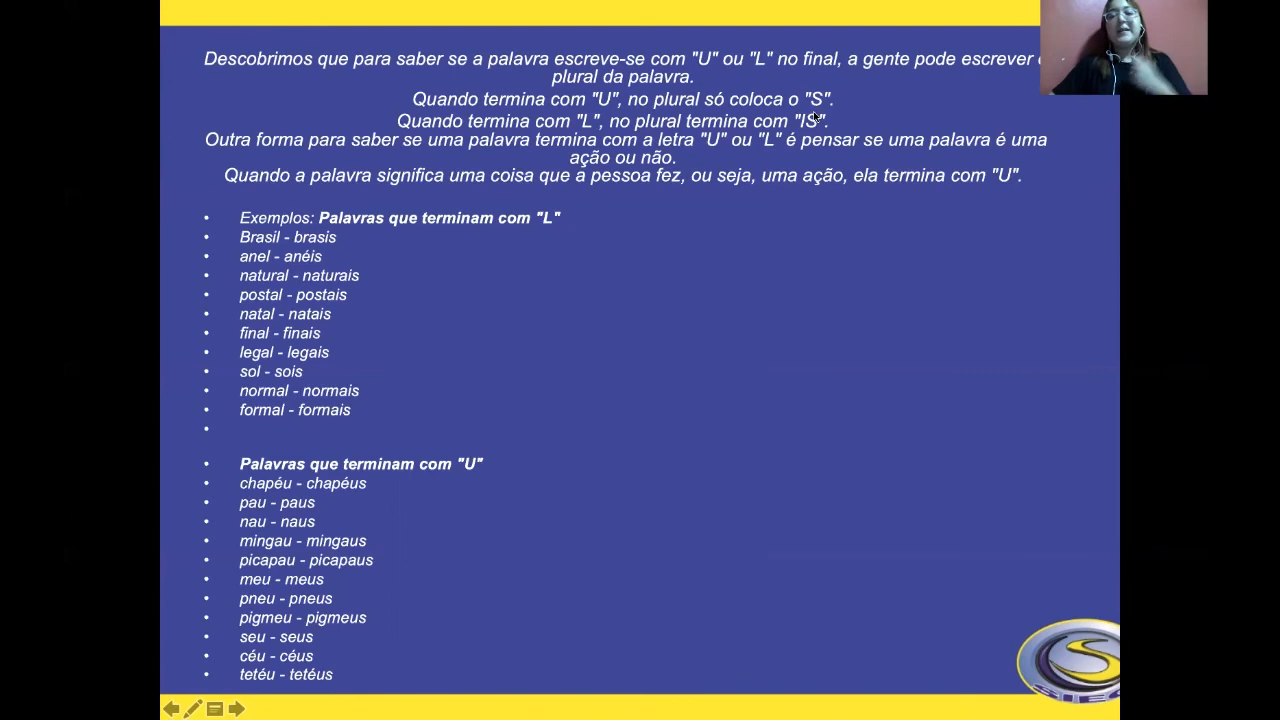 Descobrimos que para saber se a palavra escreve-se com "U" ou "L" no final, a gente pode escrever
plural da palavra.
Quando termina com "U", no plural só coloca o "S".
Quando termina com "L", no plural termina com "IS".
Outra forma para saber se uma palavra termina com a letra "U" ou "L" é pensar se uma palavra é uma
ação ou não.
Quando a palavra significa uma coisa que a pessoa fez, ou seja, uma ação, ela termina com "U".
• Exemplos: Palavras que terminam com "L"
• Brasil - brasis
• anel - anéis
• natural - naturais
• postal - postais
• natal - natais
• final - finais
• legal - legais
• sol - sois
• normal - normais
• formal - formais
•
• Palavras que terminam com "U"
• chapéu - chapéus
• pau - paus
• nau - naus
• mingau - mingaus
• picapau - picapaus
• meu - meus
• pneu - pneus
• pigmeu - pigmeus
• seu - seus
• céu - céus
• tetéu - tetéus